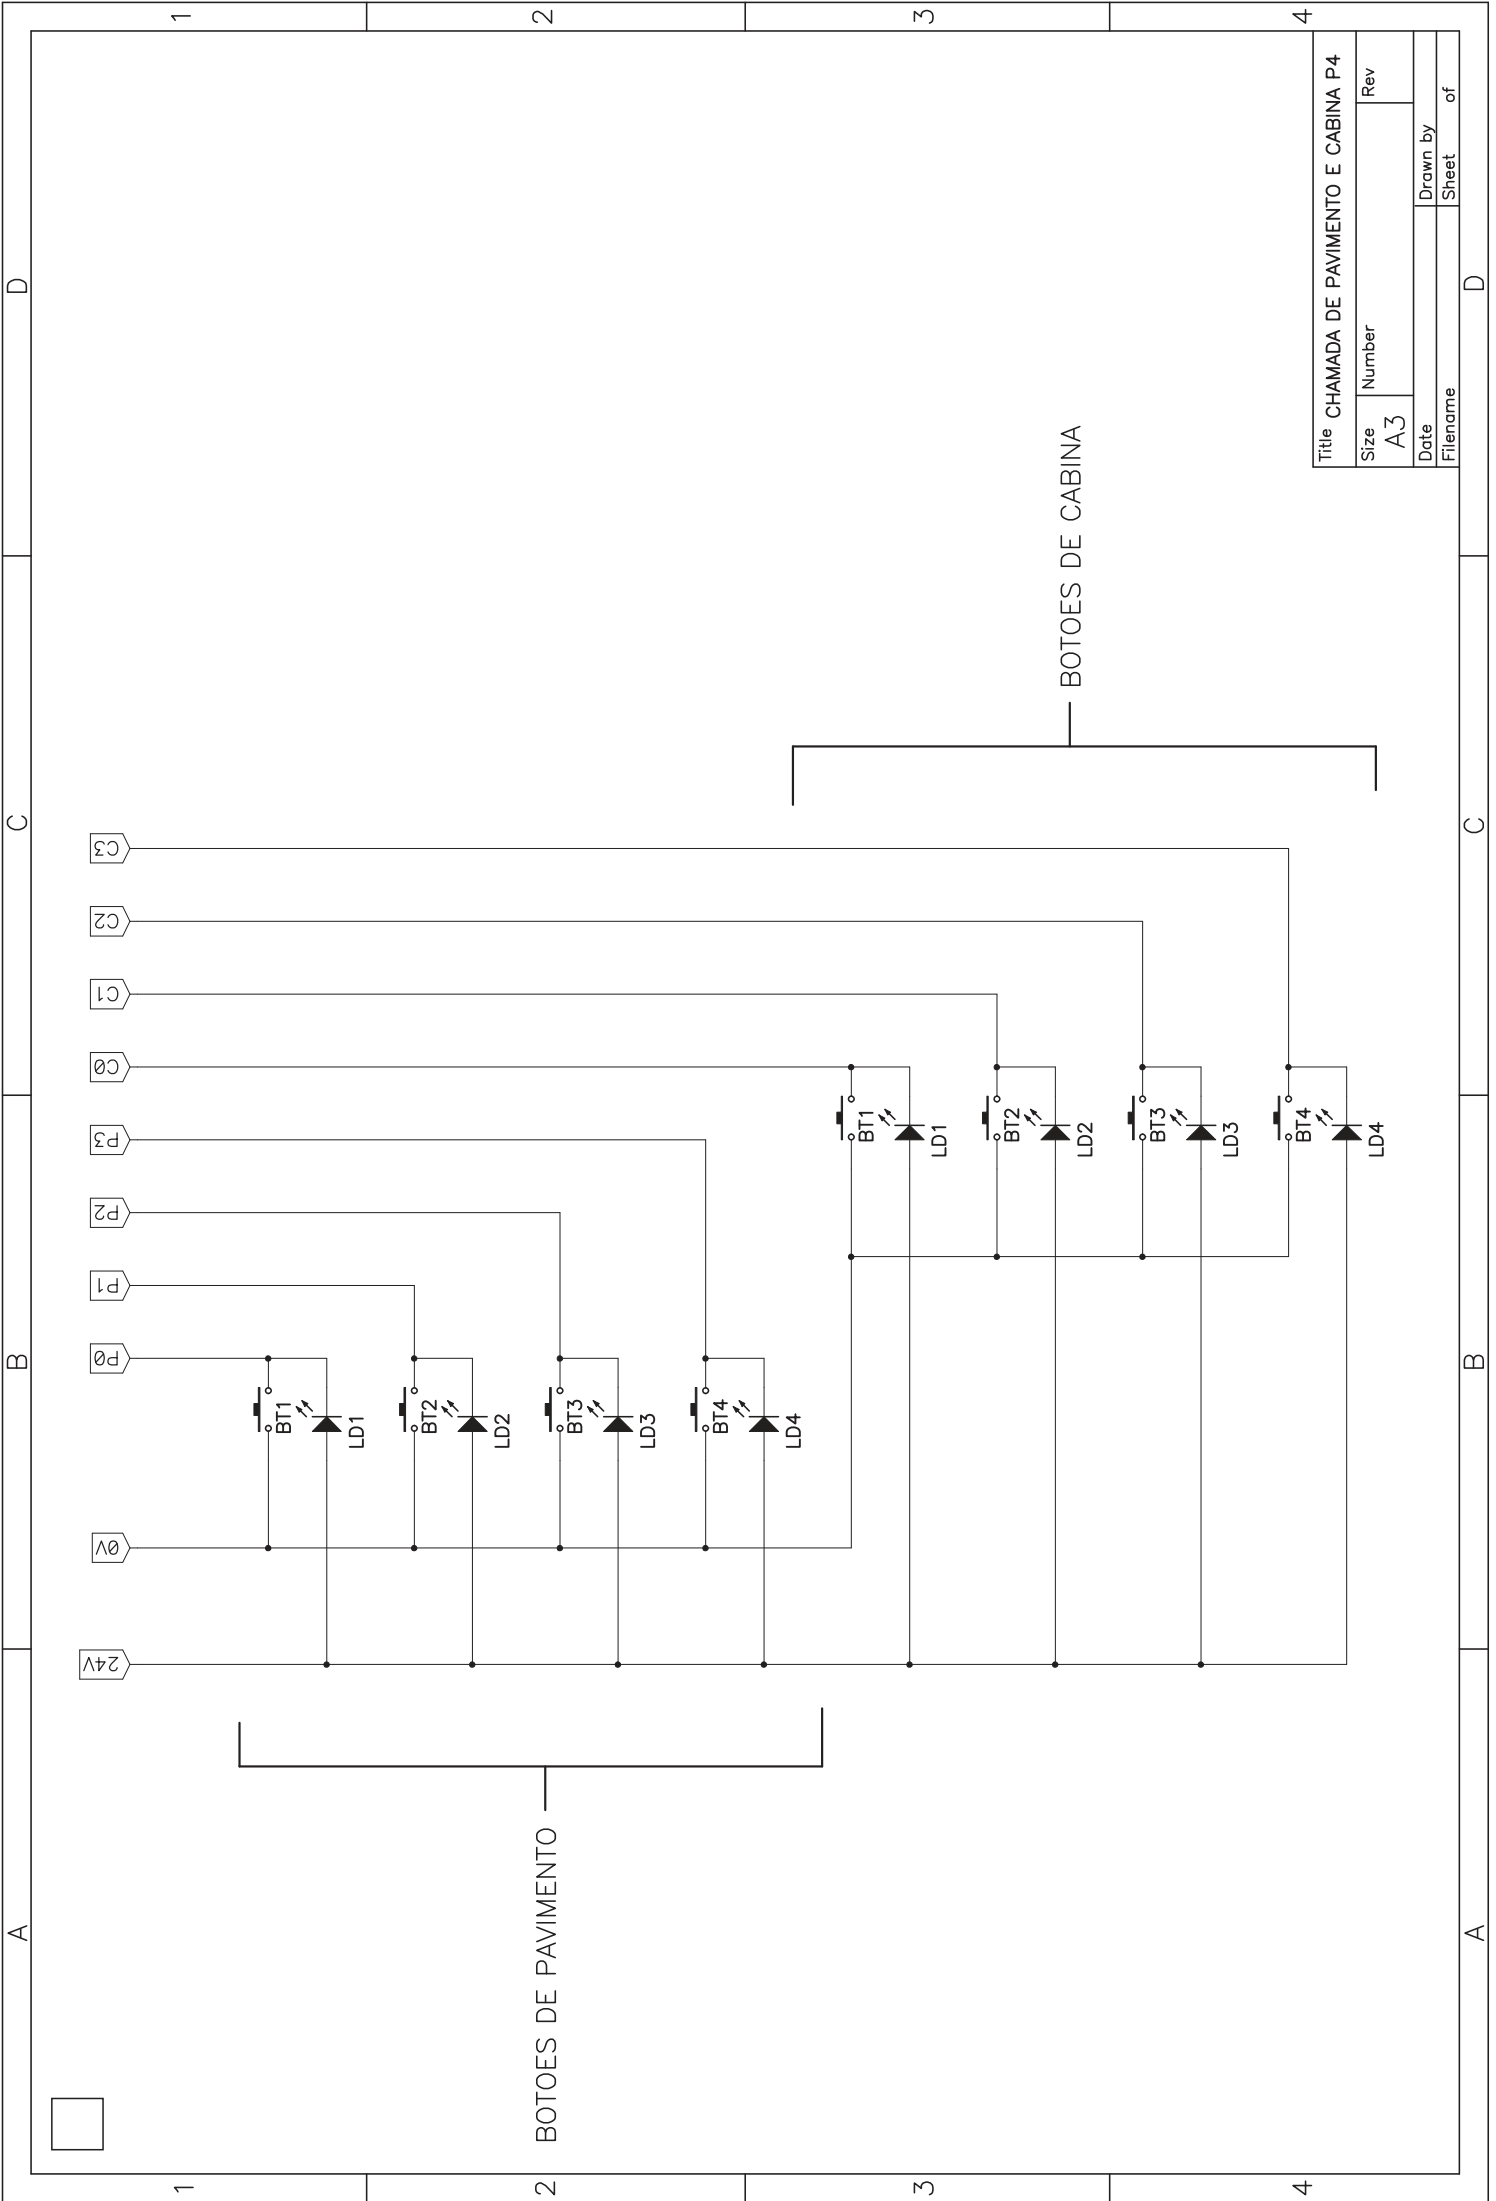 1
2
3
4
A
B
C
D
24V
0V
P0
P1
P2
P3
C0
C1
C2
C3
BT1
LD1
BT2
LD2
BT3
LD3
BT4
LD4
BOTOES DE PAVIMENTO
BT1
LD1
BT2
LD2
BT3
LD3
BT4
LD4
BOTOES DE CABINA
Title CHAMADA DE PAVIMENTO E CABINA P4
Size A3
Number
Rev
Date
Drawn by
Filename
Sheet of
A
B
C
D
1
2
3
4